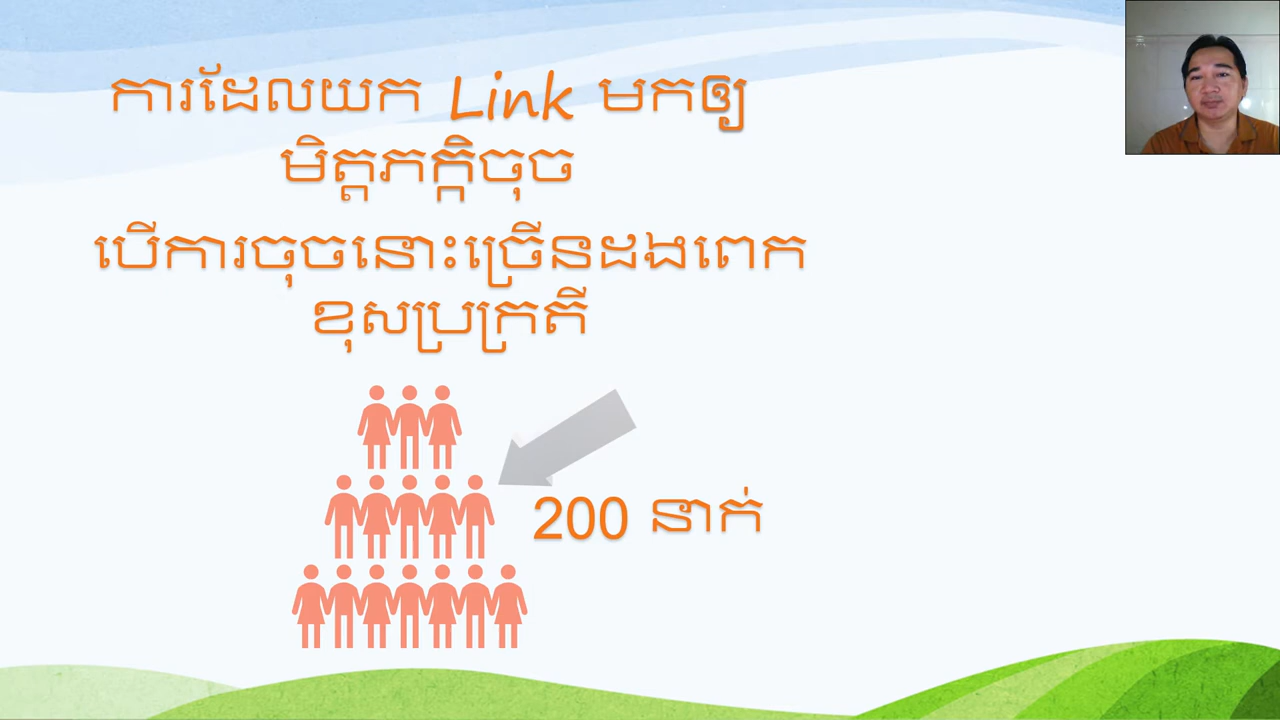 ការដែលយក Link មកឲ្យ
មិត្តភក្តិចុច
បើការចុចនោះច្រើនដងពេក
ខុសប្រក្រតី
200 នាក់